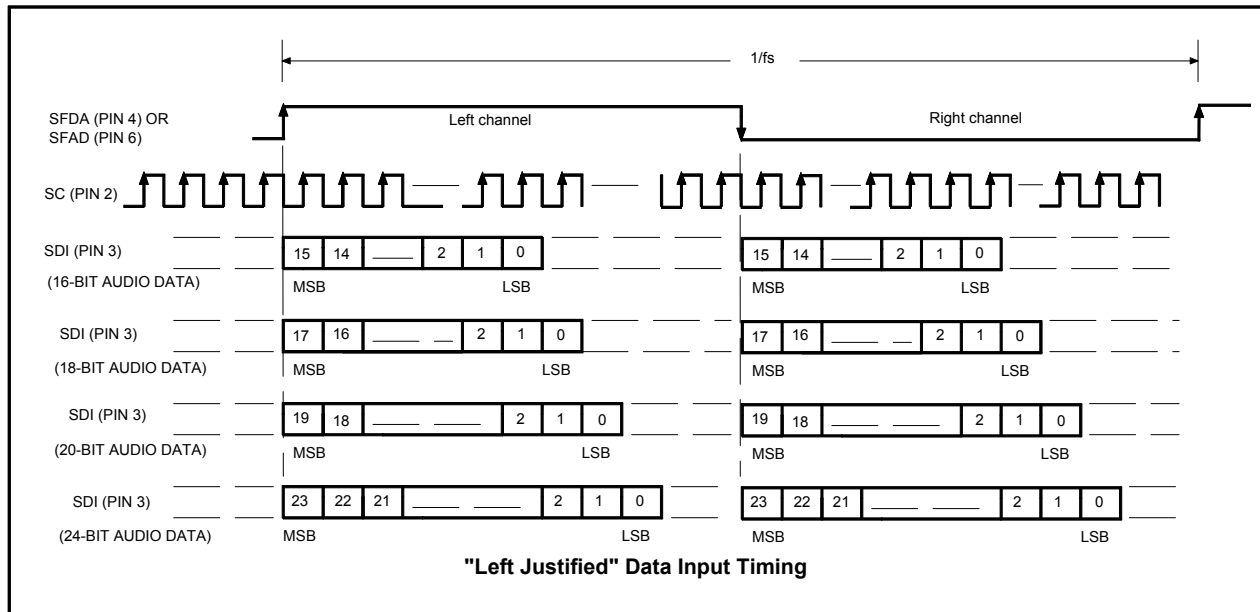 1/fs
SFDA (PIN 4) OR
SFAD (PIN 6)
Left channel
Right channel
SC (PIN 2)
SDI (PIN 3)
(16-BIT AUDIO DATA)
15 14 2 1 0
15 14 2 1 0
MSB LSB
MSB LSB
SDI (PIN 3)
(18-BIT AUDIO DATA)
17 16 2 1 0
17 16 2 1 0
MSB LSB
MSB LSB
SDI (PIN 3)
(20-BIT AUDIO DATA)
19 18 2 1 0
19 18 2 1 0
MSB LSB
MSB LSB
SDI (PIN 3)
(24-BIT AUDIO DATA)
23 22 21 2 1 0
23 22 21 2 1 0
MSB LSB
MSB LSB
"Left Justified" Data Input Timing